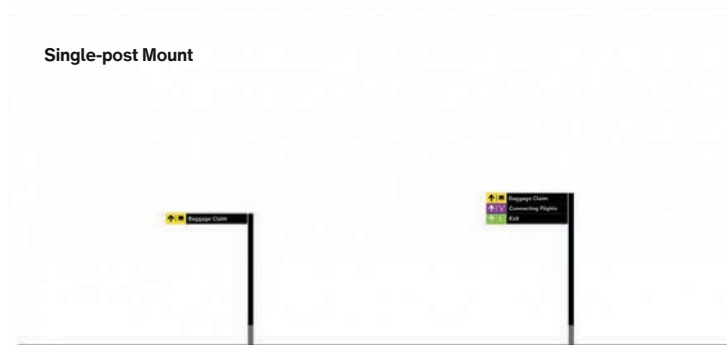 Single-post Mount
Baggage Claim
Baggage Claim
Connecting Flights
Exit